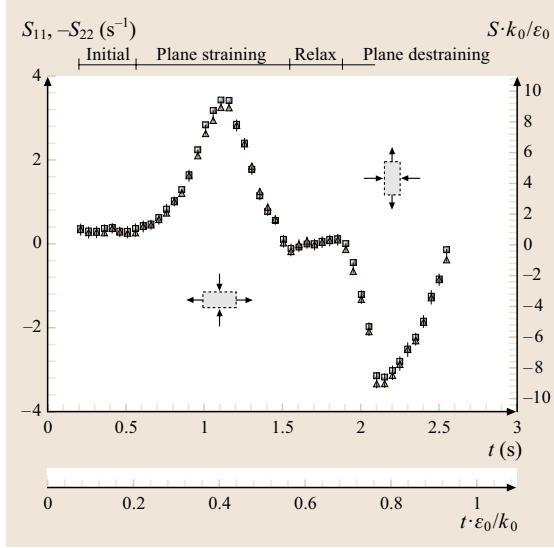 S₁₁, –S₂₂ (s⁻¹) S·k₀/ε₀
Initial Plane straining Relax Plane destraining
4
2
0
–2
–4
10
8
6
4
2
0
–2
–4
–6
–8
–10
0 0.5 1 1.5 2 2.5 3
t (s)
0 0.2 0.4 0.6 0.8 1
t·ε₀/k₀